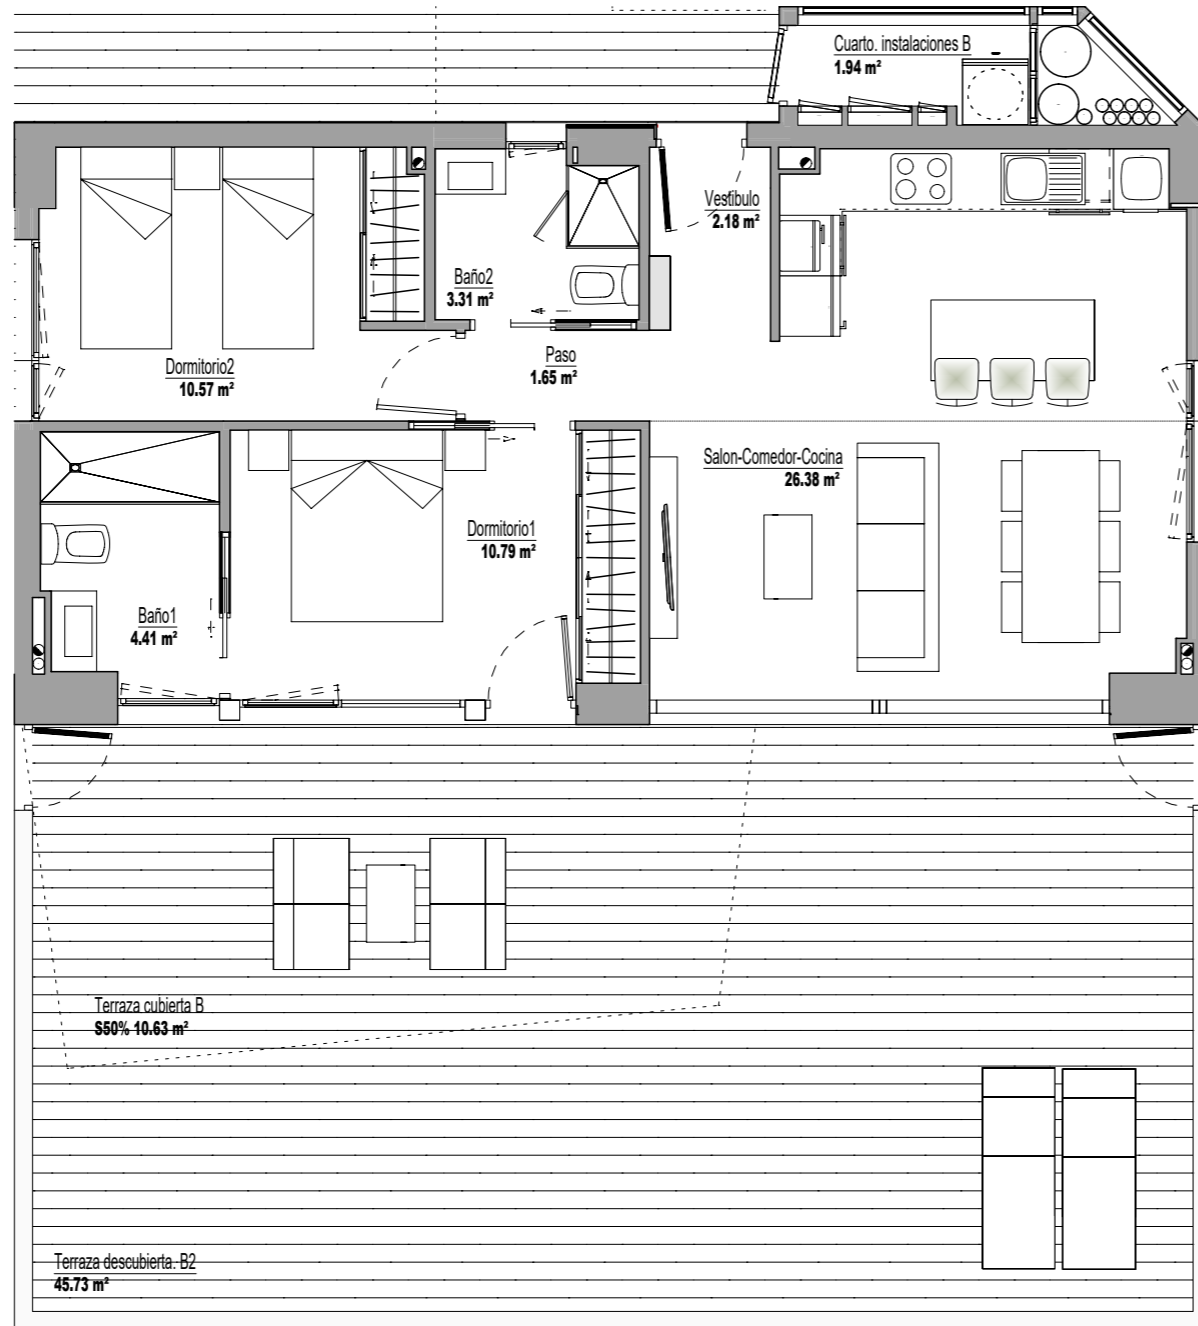 Cuarto. instalaciones B
1.94 m²
Vestíbulo
2.18 m²
Baño2
3.31 m²
Dormitorio2
10.57 m²
Paso
1.65 m²
Salon-Comedor-Cocina
26.38 m²
Dormitorio1
10.79 m²
Baño1
4.41 m²
Terraza cubierta B
S50% 10.63 m²
Terraza descubierta. B2
45.73 m²